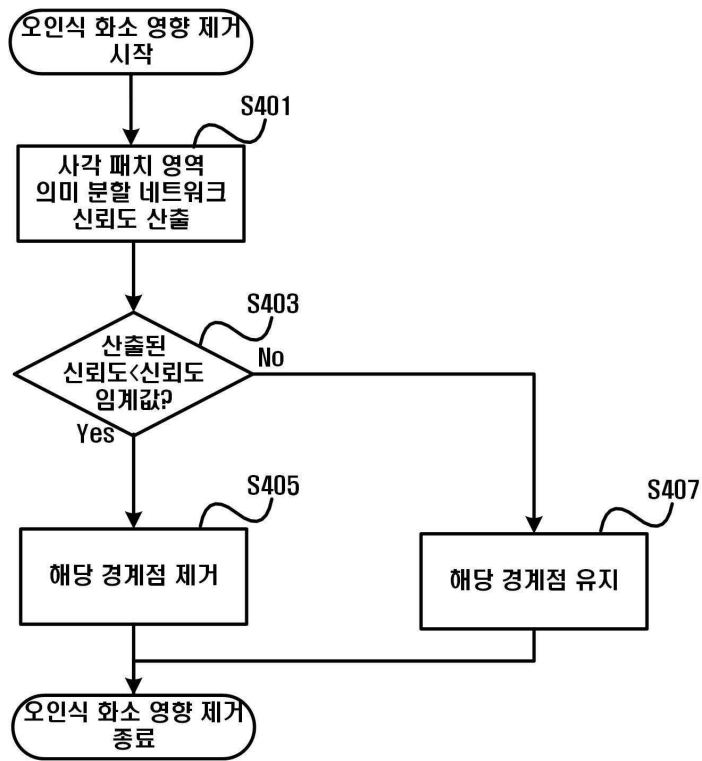 오인식 화소 영향 제거
시작
S401
사각 패치 영역
의미 분할 네트워크
신뢰도 산출
S403
산출된
신뢰도<신뢰도
임계값?
No
Yes
S405
해당 경계점 제거
S407
해당 경계점 유지
오인식 화소 영향 제거
종료